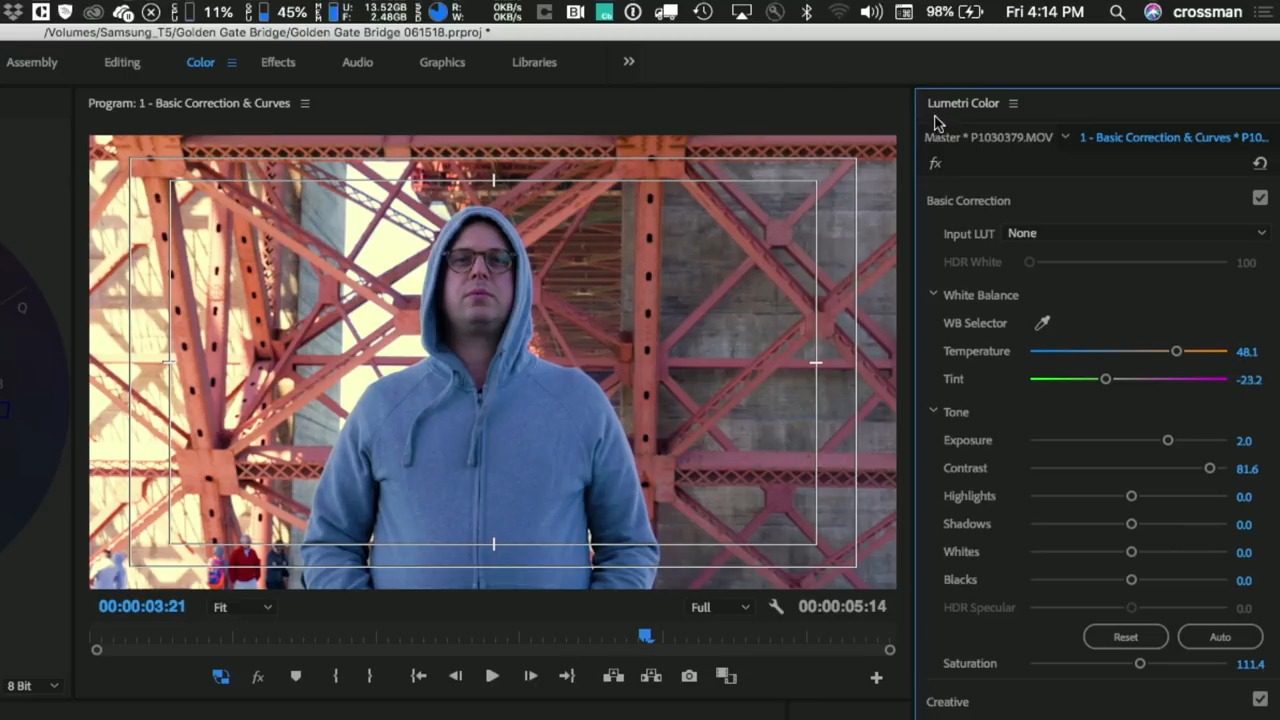 11% 45% U: 13.52GB R: 0KB/s 98% Fri 4:14 PM crossman
F: 2.48GB W: 0KB/s
/Volumes/Samsung_T5/Golden Gate Bridge/Golden Gate Bridge 061518.prproj *
Assembly Editing Color Effects Audio Graphics Libraries
Program: 1 - Basic Correction & Curves
Lumetri Color
Master * P1030379.MOV 1 - Basic Correction & Curves * P10...
fx
Basic Correction
Input LUT None
HDR White 100
White Balance
WB Selector
Temperature 48.1
Tint -23.2
Tone
Exposure 2.0
Contrast 81.6
Highlights 0.0
Shadows 0.0
Whites 0.0
Blacks 0.0
HDR Specular 0.0
Reset Auto
Saturation 111.4
Creative
Q
00:00:03:21 Fit Full 00:00:05:14
fx
8 Bit